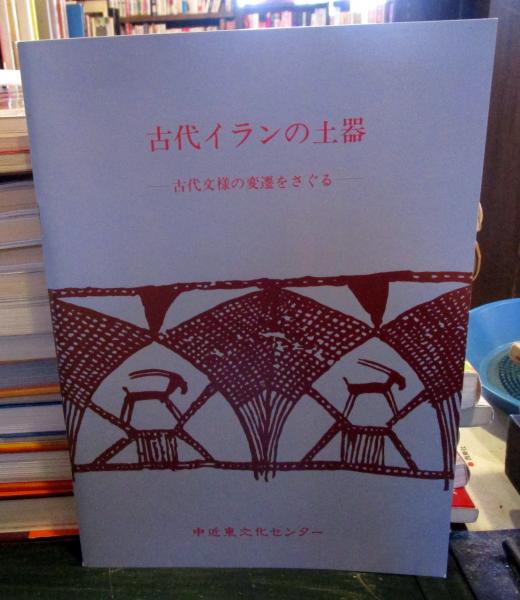 古代イランの土器
―古代文様の変遷をさぐる―
中近東文化センター